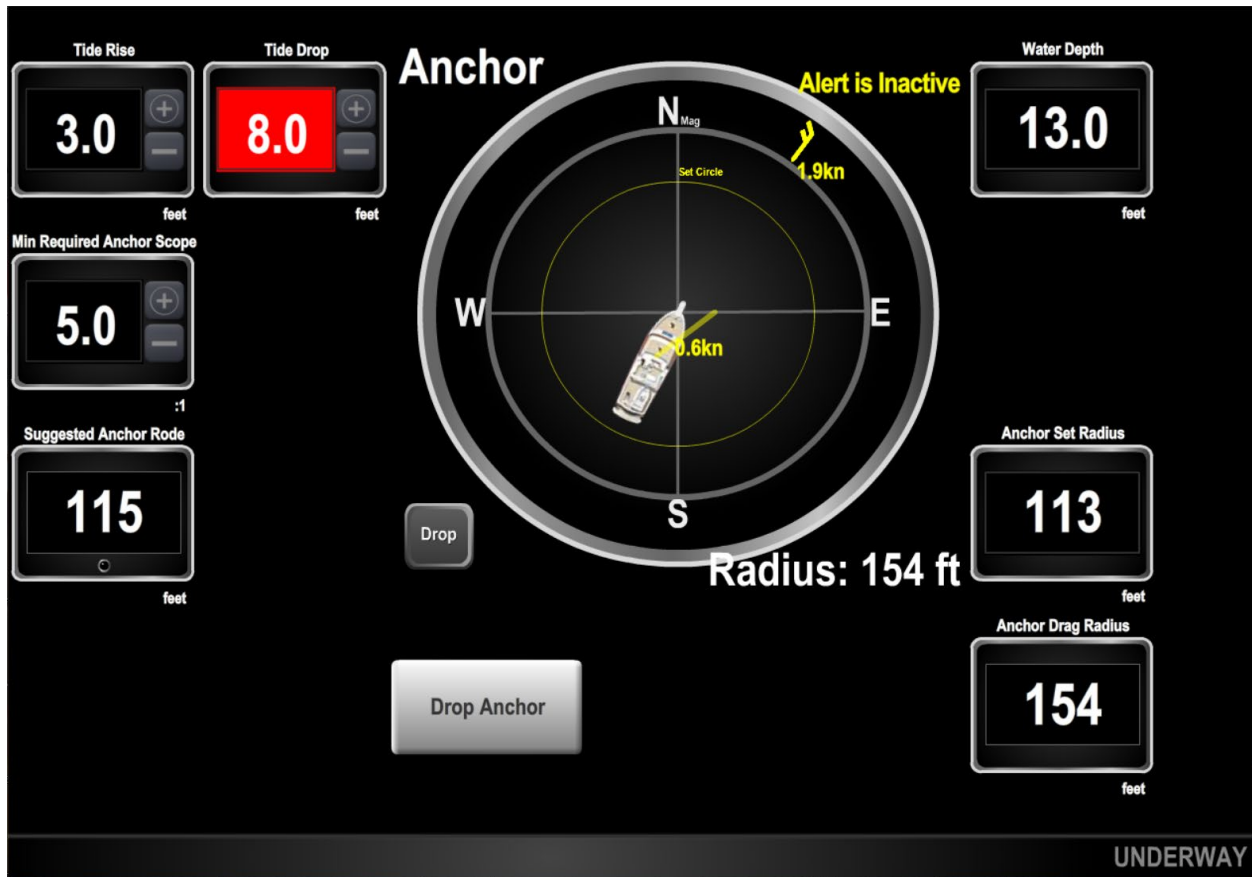 Tide Rise
3.0
feet
Tide Drop
8.0
feet
Min Required Anchor Scope
5.0
:1
Suggested Anchor Rode
115
feet
Anchor
Alert is Inactive
N
Mag
Set Circle
1.9kn
W
E
0.6kn
S
Drop
Radius: 154 ft
Drop Anchor
Water Depth
13.0
feet
Anchor Set Radius
113
feet
Anchor Drag Radius
154
feet
UNDERWAY